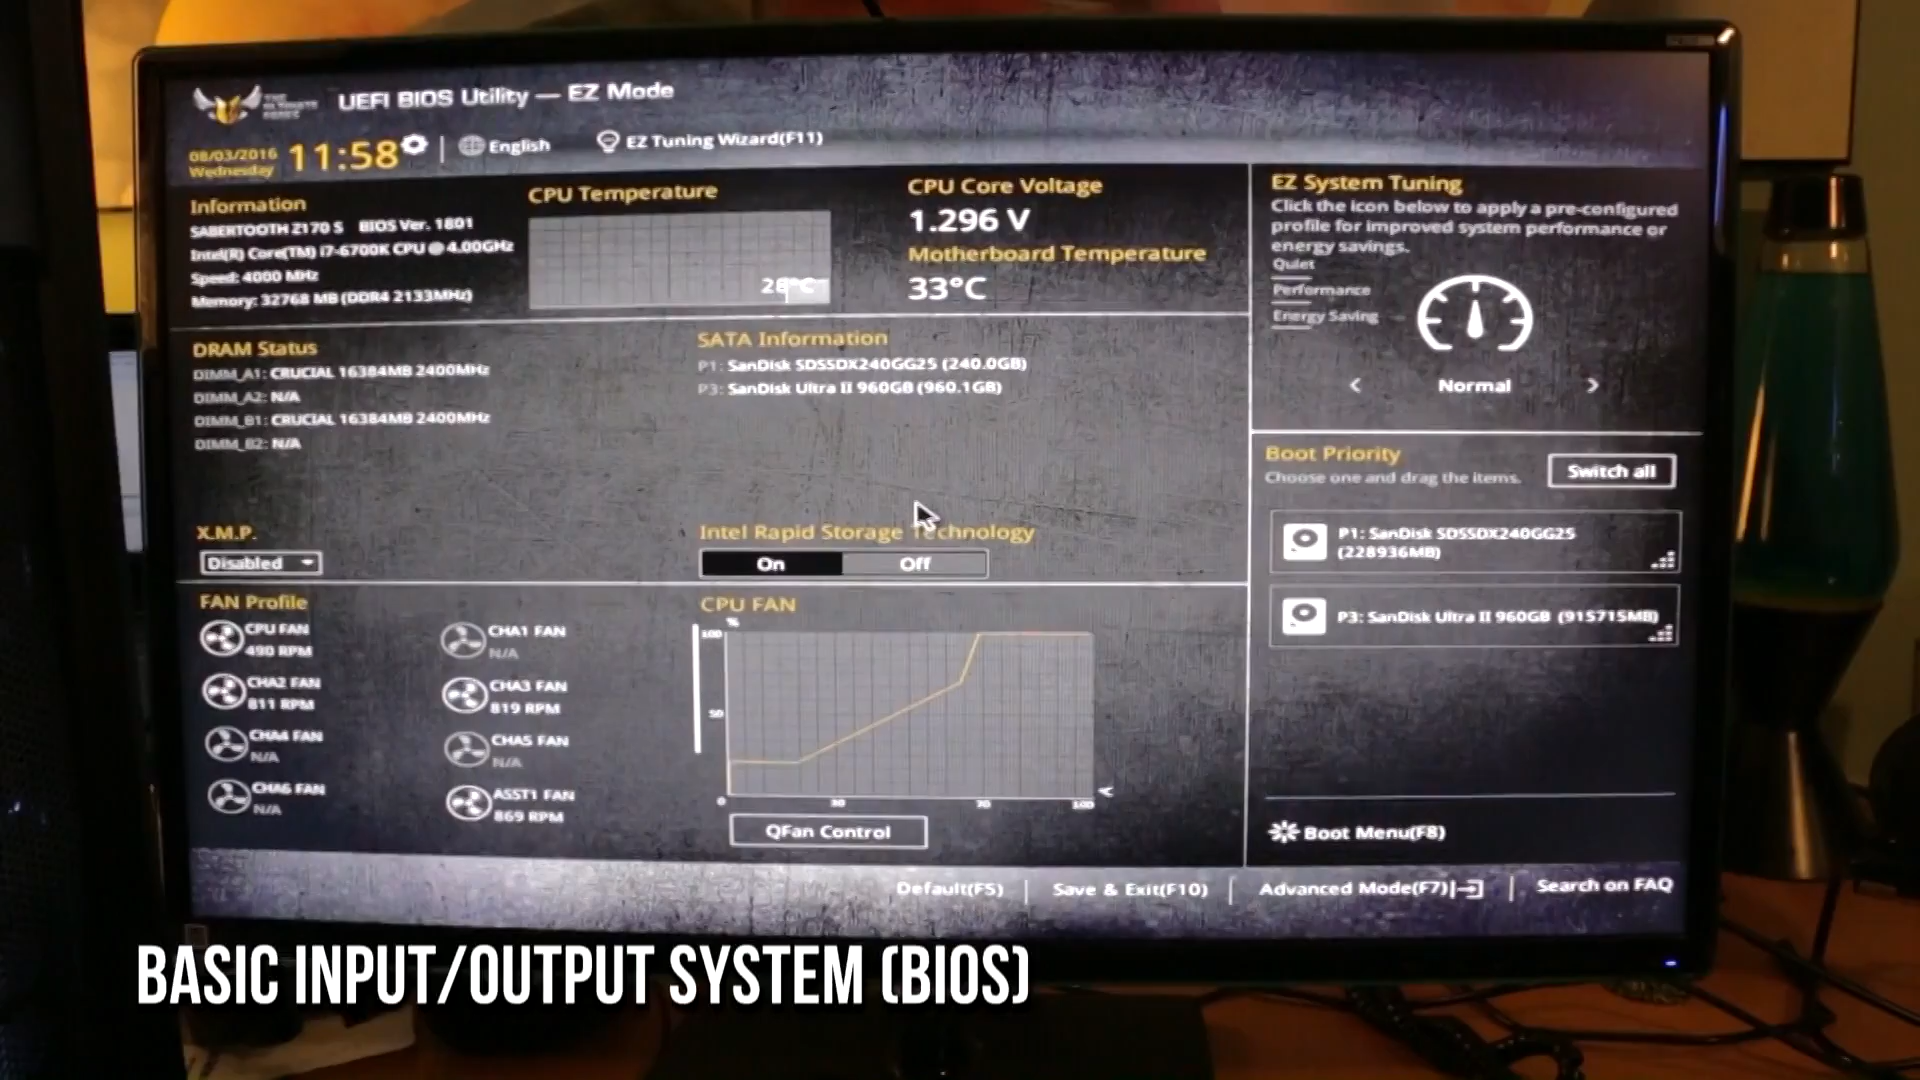 THE ULTIMATE FORCE
UEFI BIOS Utility — EZ Mode
08/03/2016
Wednesday
11:58
English
EZ Tuning Wizard(F11)
Information
SABERTOOTH Z170 S BIOS Ver. 1801
Intel(R) Core(TM) i7-6700K CPU @ 4.00GHz
Speed: 4000 MHz
Memory: 32768 MB (DDR4 2133MHz)
CPU Temperature
28°C
CPU Core Voltage
1.296 V
Motherboard Temperature
33°C
EZ System Tuning
Click the icon below to apply a pre-configured
profile for improved system performance or
energy savings.
Quiet
Performance
Energy Saving
Normal
DRAM Status
DIMM_A1: CRUCIAL 16384MB 2400MHz
DIMM_A2: N/A
DIMM_B1: CRUCIAL 16384MB 2400MHz
DIMM_B2: N/A
SATA Information
P1: SanDisk SDSSDX240GG25 (240.0GB)
P3: SanDisk Ultra II 960GB (960.1GB)
X.M.P.
Disabled
Intel Rapid Storage Technology
On Off
Boot Priority
Choose one and drag the items.
Switch all
P1: SanDisk SDSSDX240GG25
(228936MB)
P3: SanDisk Ultra II 960GB (915715MB)
FAN Profile
CPU FAN
490 RPM
CHA1 FAN
N/A
CHA2 FAN
811 RPM
CHA3 FAN
819 RPM
CHA4 FAN
N/A
CHA5 FAN
N/A
CHA6 FAN
N/A
ASST1 FAN
869 RPM
CPU FAN
%
100
50
0 30 70 100
QFan Control
Boot Menu(F8)
Default(F5) | Save & Exit(F10) | Advanced Mode(F7) | Search on FAQ
BASIC INPUT/OUTPUT SYSTEM (BIOS)